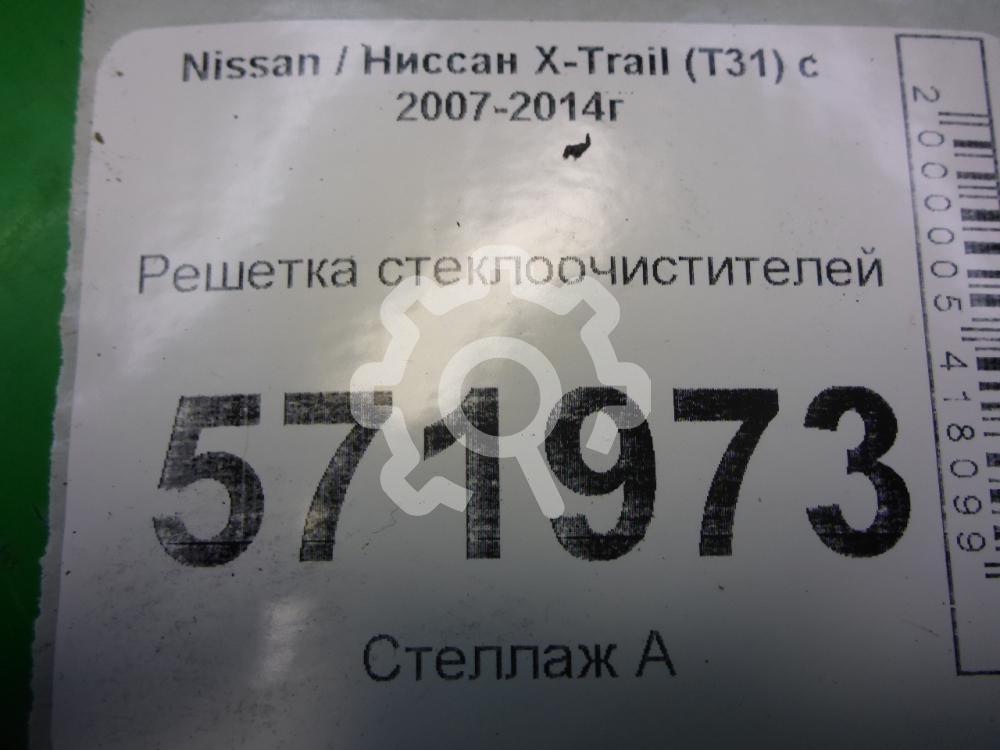 Nissan / Ниссан X-Trail (T31) с
2007-2014г
Решетка стеклоочистителей
571973
Стеллаж А
2000005418099